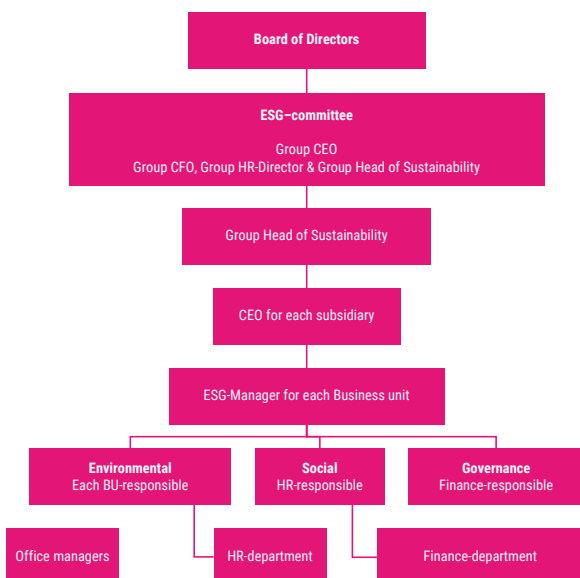 Board of Directors
ESG–committee
Group CEO
Group CFO, Group HR-Director & Group Head of Sustainability
Group Head of Sustainability
CEO for each subsidiary
ESG-Manager for each Business unit
Environmental
Each BU-responsible
Social
HR-responsible
Governance
Finance-responsible
Office managers
HR-department
Finance-department